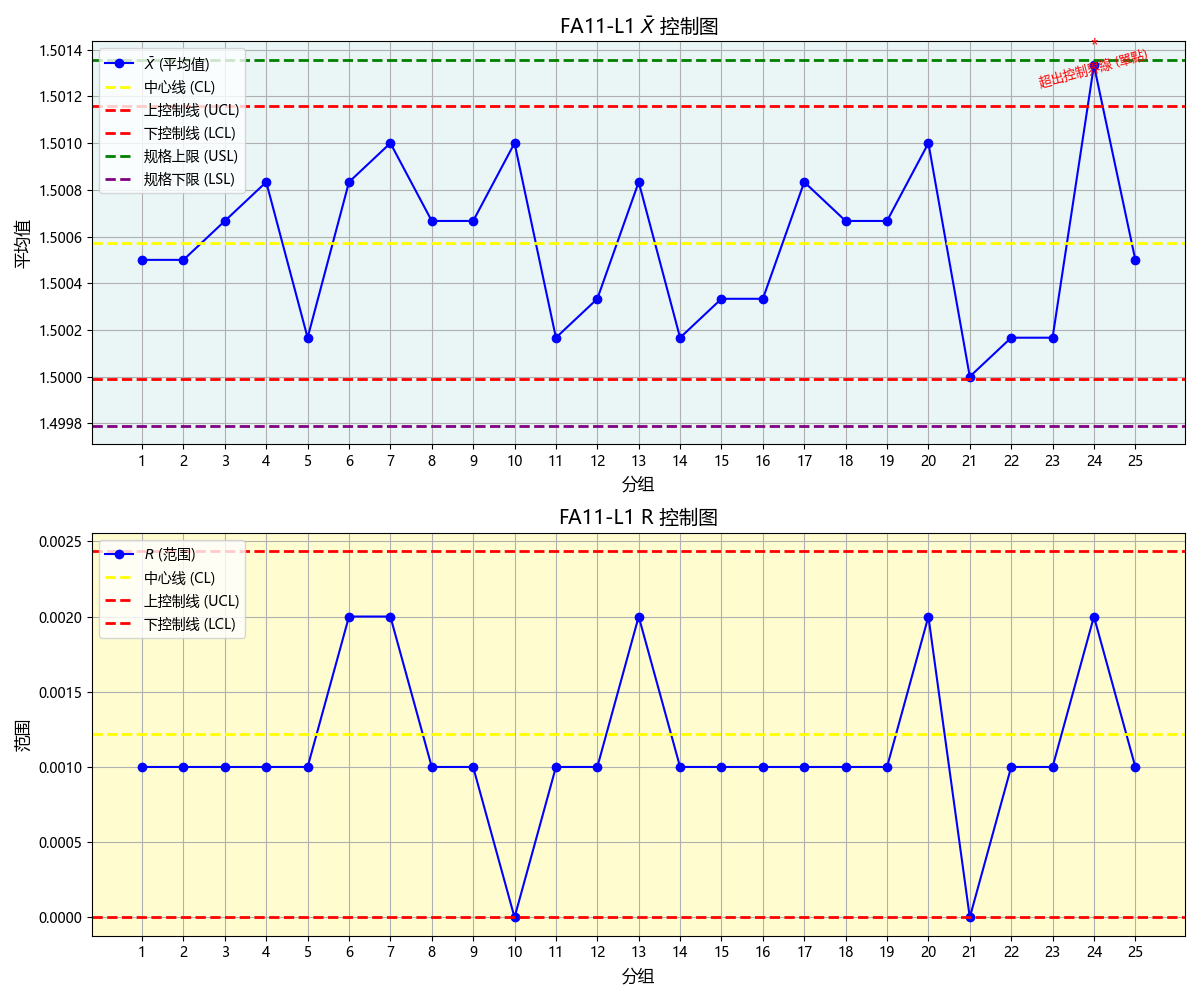 FA11-L1 X̄ 控制图
平均值
1.5014
1.5012
1.5010
1.5008
1.5006
1.5004
1.5002
1.5000
1.4998
X̄ (平均值)
中心线 (CL)
上控制线 (UCL)
下控制线 (LCL)
规格上限 (USL)
规格下限 (LSL)
*
超出控制界線 (單點)
1 2 3 4 5 6 7 8 9 10 11 12 13 14 15 16 17 18 19 20 21 22 23 24 25
分组
FA11-L1 R 控制图
范围
0.0025
0.0020
0.0015
0.0010
0.0005
0.0000
R (范围)
中心线 (CL)
上控制线 (UCL)
下控制线 (LCL)
1 2 3 4 5 6 7 8 9 10 11 12 13 14 15 16 17 18 19 20 21 22 23 24 25
分组